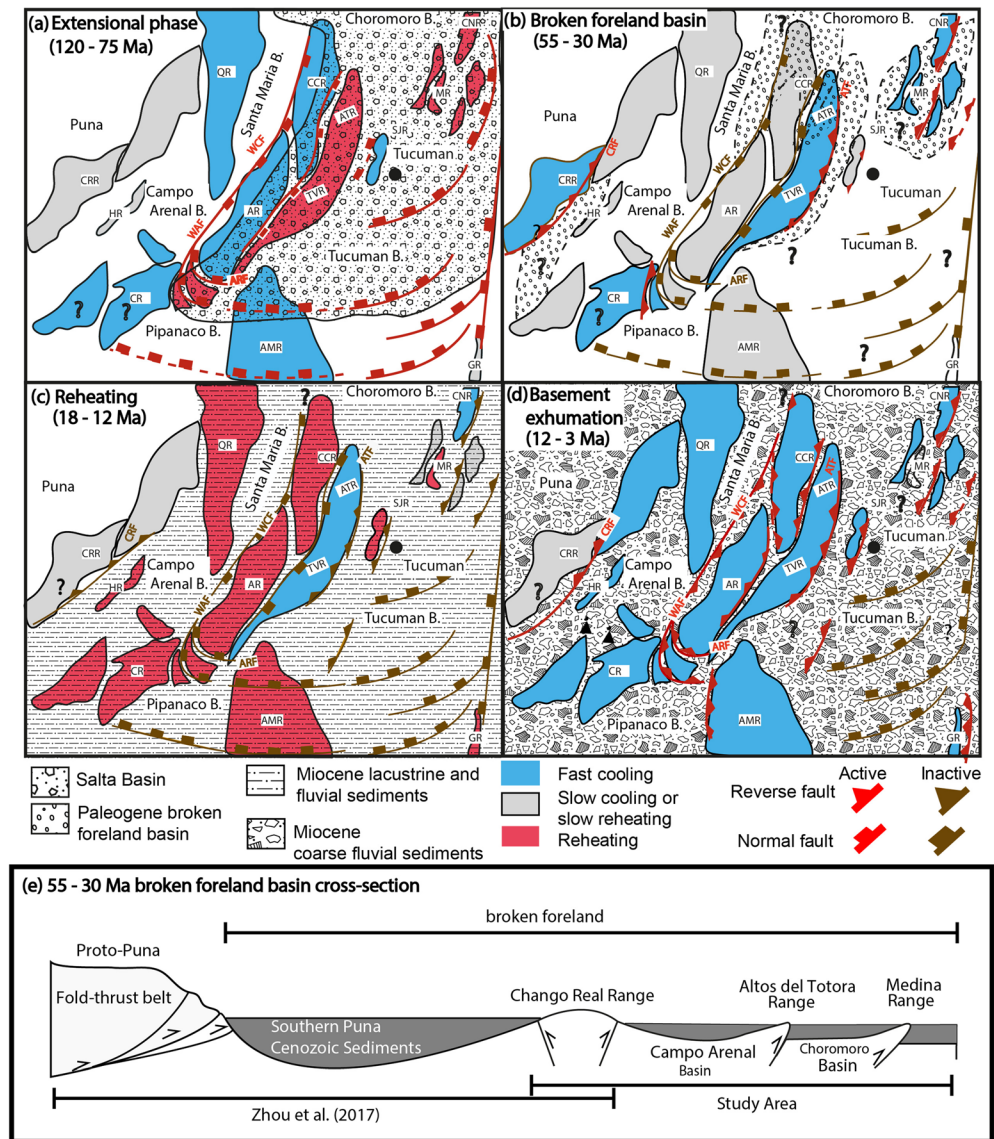 (a) Extensional phase
(120 - 75 Ma)
Choromoro B.
CNR
QR
Santa Maria B.
CCR
MR
Puna
ATR
WCF
SJR
Tucuman
CRR
Campo
Arenal B.
HR
TVR
AR
WAF
Tucuman B.
ARF
?
?
CR
Pipanaco B.
AMR
GR
(b) Broken foreland basin
(55 - 30 Ma)
?
Choromoro B.
CNR
QR
Santa Maria B.
CCR
ATF
MR
Puna
ATR
?
SJR
?
CRF
WCF
Tucuman
CRR
Campo
Arenal B.
HR
TVR
AR
WAF
Tucuman B.
?
?
ARF
?
CR
Pipanaco B.
?
AMR
GR
(c) Reheating
(18 - 12 Ma)
?
Choromoro B.
CNR
QR
Santa Maria B.
CCR
ATF
MR
Puna
ATR
SJR
CRF
WCF
Tucuman
CRR
Campo
Arenal B.
?
HR
TVR
AR
WAF
Tucuman B.
ARF
CR
Pipanaco B.
AMR
GR
(d) Basement
exhumation
(12 - 3 Ma)
?
Choromoro B.
CNR
QR
Santa Maria B.
CCR
ATF
MR
Puna
ATR
?
SJR
CRF
WCF
Tucuman
CRR
Campo
Arenal B.
?
HR
TVR
AR
WAF
Tucuman B.
?
?
ARF
CR
Pipanaco B.
AMR
GR
Salta Basin
Paleogene broken
foreland basin
Miocene lacustrine and
fluvial sediments
Miocene
coarse fluvial sediments
Fast cooling
Slow cooling or
slow reheating
Reheating
Active
Inactive
Reverse fault
Normal fault
(e) 55 - 30 Ma broken foreland basin cross-section
broken foreland
Proto-Puna
Fold-thrust belt
Southern Puna
Cenozoic Sediments
Chango Real Range
Campo Arenal
Basin
Altos del Totora
Range
Choromoro
Basin
Medina
Range
Zhou et al. (2017)
Study Area